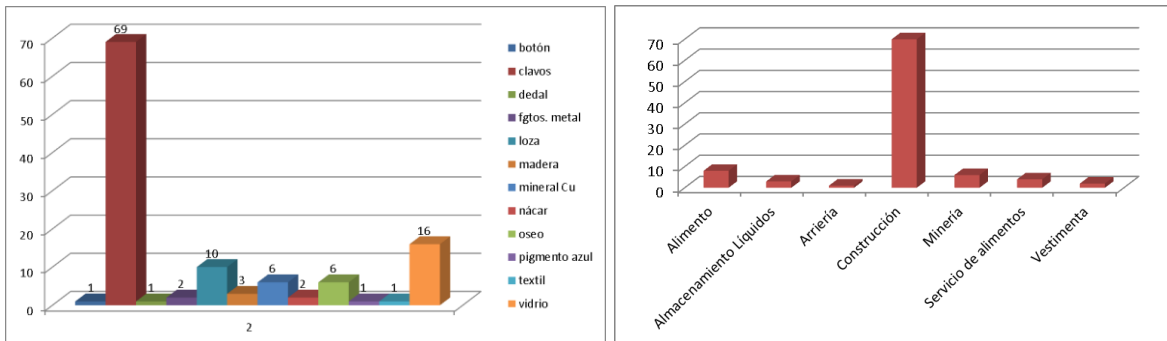 70
60
50
40
30
20
10
0
1
69
1
2
10
3
6
2
6
1
1
16
2
botón
clavos
dedal
fgtos. metal
loza
madera
mineral Cu
nácar
oseo
pigmento azul
textil
vidrio
70
60
50
40
30
20
10
0
Alimento
Almacenamiento Líquidos
Arriería
Construcción
Minería
Servicio de alimentos
Vestimenta